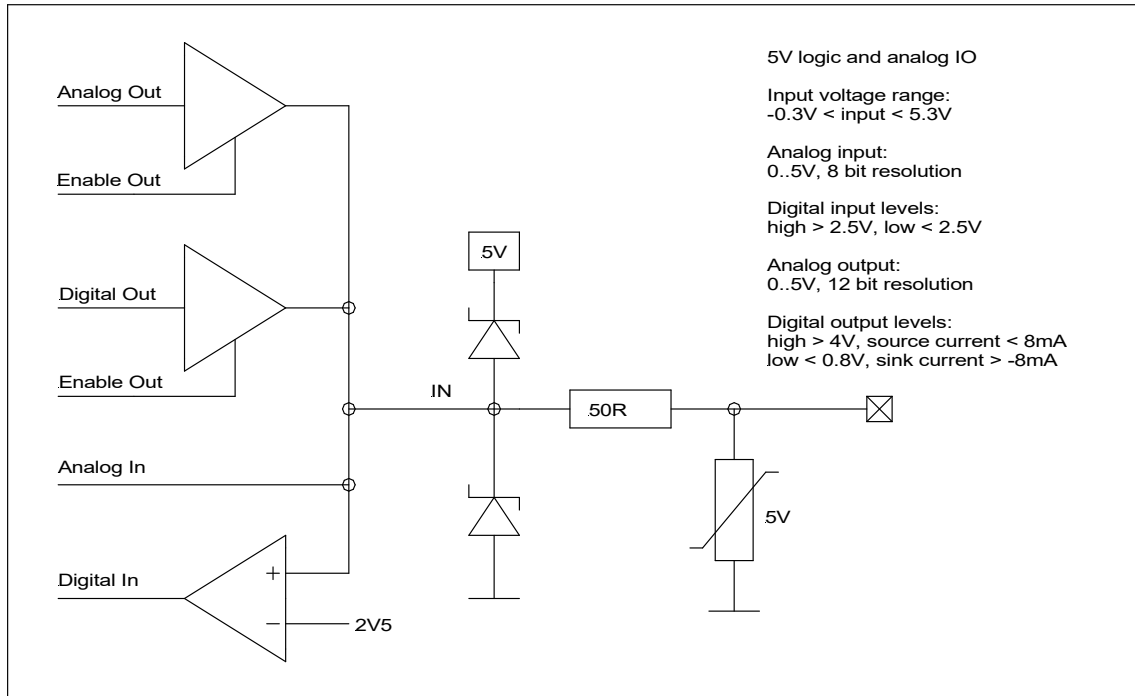 Analog Out
Enable Out
Digital Out
Enable Out
Analog In
Digital In
+
−
2V5
IN
5V
50R
5V
5V logic and analog IO
Input voltage range:
-0.3V < input < 5.3V
Analog input:
0..5V, 8 bit resolution
Digital input levels:
high > 2.5V, low < 2.5V
Analog output:
0..5V, 12 bit resolution
Digital output levels:
high > 4V, source current < 8mA
low < 0.8V, sink current > -8mA